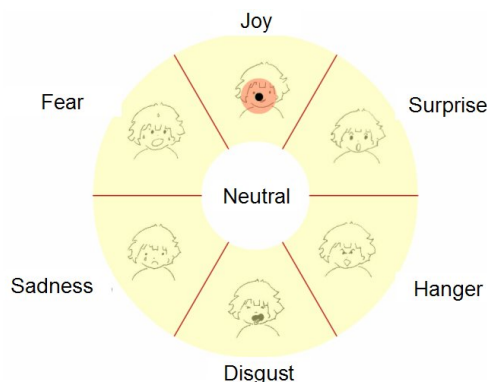 Joy
Fear
Surprise
Neutral
Sadness
Hanger
Disgust